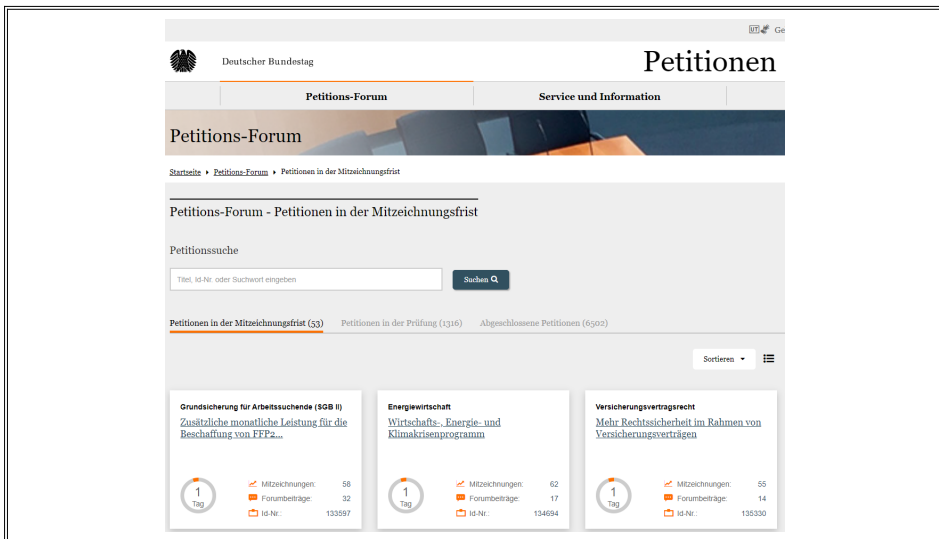 UT Ge
Deutscher Bundestag
Petitionen
Petitions-Forum Service und Information
Petitions-Forum
Startseite Petitions-Forum Petitionen in der Mitzeichnungsfrist
Petitions-Forum - Petitionen in der Mitzeichnungsfrist
Petitionssuche
Titel, Id-Nr. oder Suchwort eingeben Suchen
Petitionen in der Mitzeichnungsfrist (53) Petitionen in der Prüfung (1316) Abgeschlossene Petitionen (6502)
Sortieren
Grundsicherung für Arbeitssuchende (SGB II)
Zusätzliche monatliche Leistung für die
Beschaffung von FFP2...
1
Tag
Mitzeichnungen: 58
Forumbeiträge: 32
Id-Nr.: 133597
Energiewirtschaft
Wirtschafts-, Energie- und
Klimakrisenprogramm
1
Tag
Mitzeichnungen: 62
Forumbeiträge: 17
Id-Nr.: 134694
Versicherungsvertragsrecht
Mehr Rechtssicherheit im Rahmen von
Versicherungsverträgen
1
Tag
Mitzeichnungen: 55
Forumbeiträge: 14
Id-Nr.: 135330